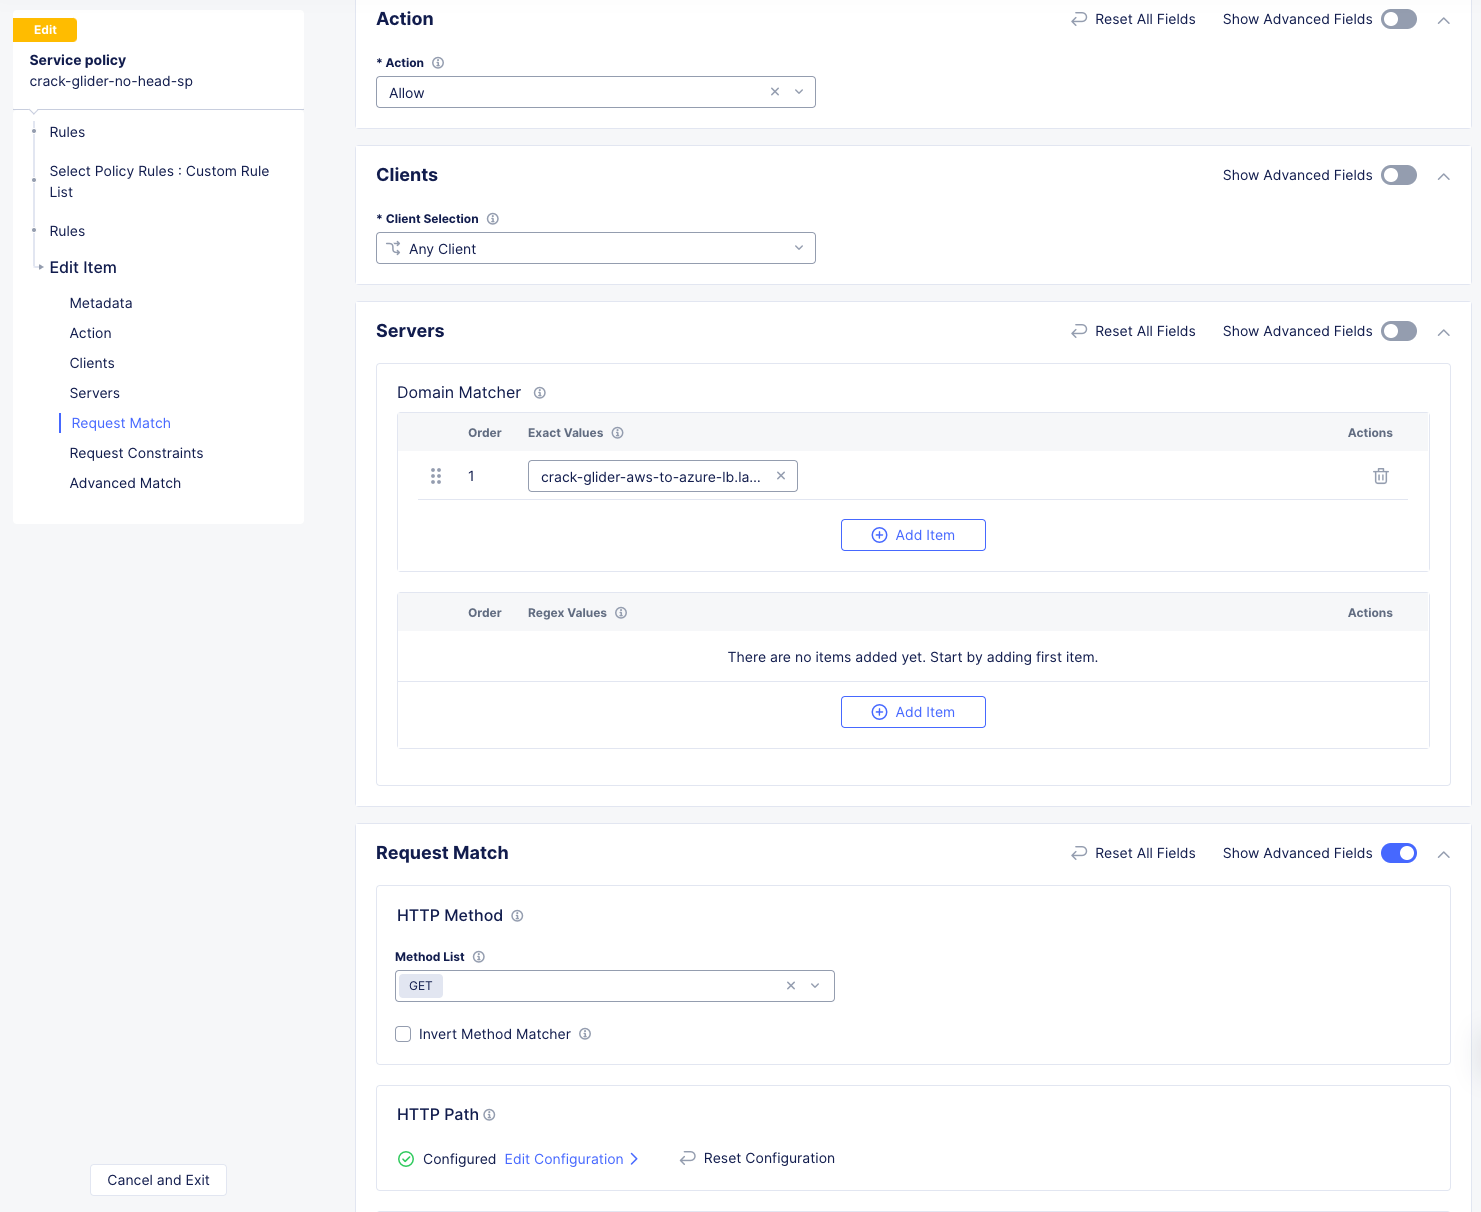 Edit
Service policy
crack-glider-no-head-sp
Rules
Select Policy Rules : Custom Rule
List
Rules
Edit Item
Metadata
Action
Clients
Servers
Request Match
Request Constraints
Advanced Match
Cancel and Exit
Action
Reset All Fields
Show Advanced Fields
* Action
Allow
Clients
Show Advanced Fields
* Client Selection
Any Client
Servers
Reset All Fields
Show Advanced Fields
Domain Matcher
Order
Exact Values
Actions
1
crack-glider-aws-to-azure-lb.la...
Add Item
Order
Regex Values
Actions
There are no items added yet. Start by adding first item.
Add Item
Request Match
Reset All Fields
Show Advanced Fields
HTTP Method
Method List
GET
Invert Method Matcher
HTTP Path
Configured
Edit Configuration
Reset Configuration